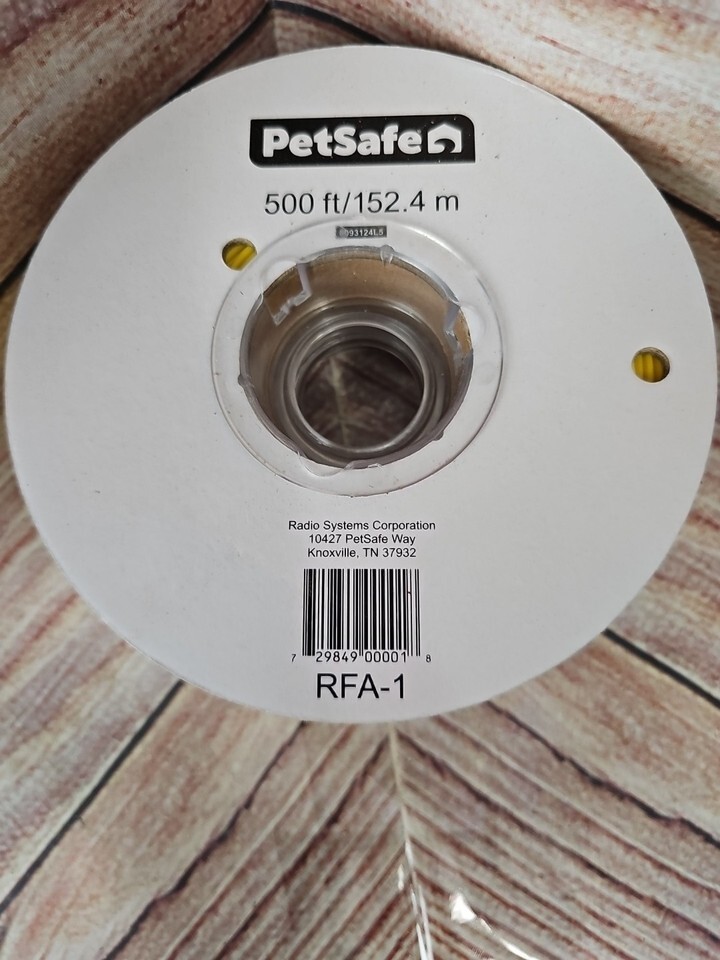 PetSafe
500 ft/152.4 m
Radio Systems Corporation
10427 PetSafe Way
Knoxville, TN 37932
7 29849 00001 8
RFA-1